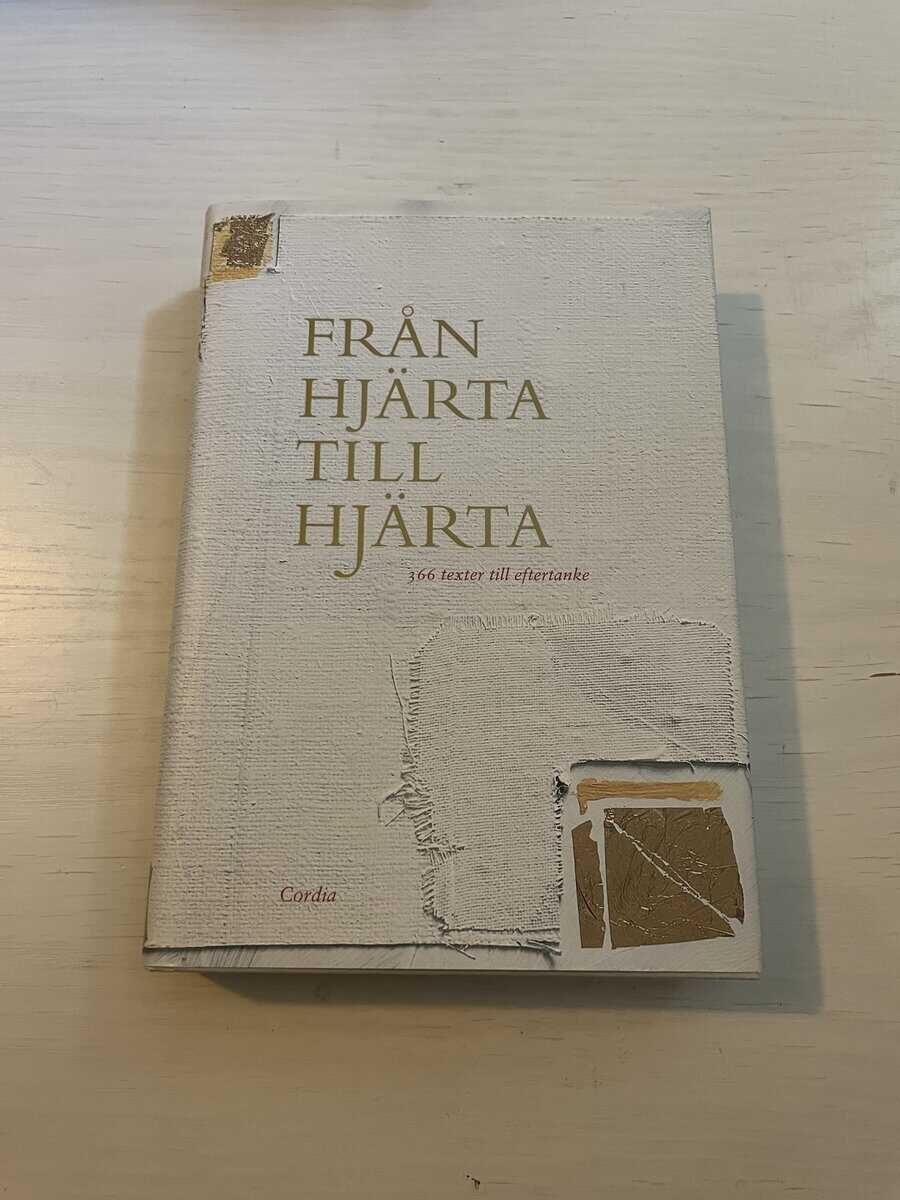 FRÅN
HJÄRTA
TILL
HJÄRTA
366 texter till eftertanke
Cordia